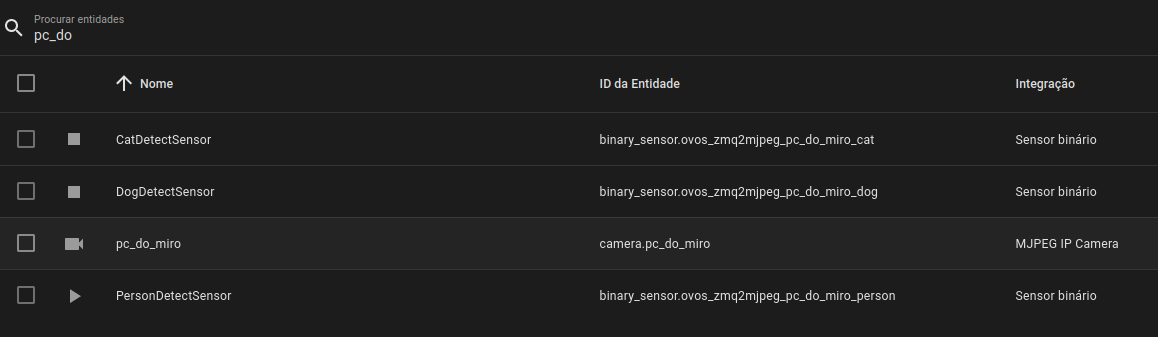 Procurar entidades
pc_do
Nome ID da Entidade Integração
CatDetectSensor binary_sensor.ovos_zmq2mjpeg_pc_do_miro_cat Sensor binário
DogDetectSensor binary_sensor.ovos_zmq2mjpeg_pc_do_miro_dog Sensor binário
pc_do_miro camera.pc_do_miro MJPEG IP Camera
PersonDetectSensor binary_sensor.ovos_zmq2mjpeg_pc_do_miro_person Sensor binário